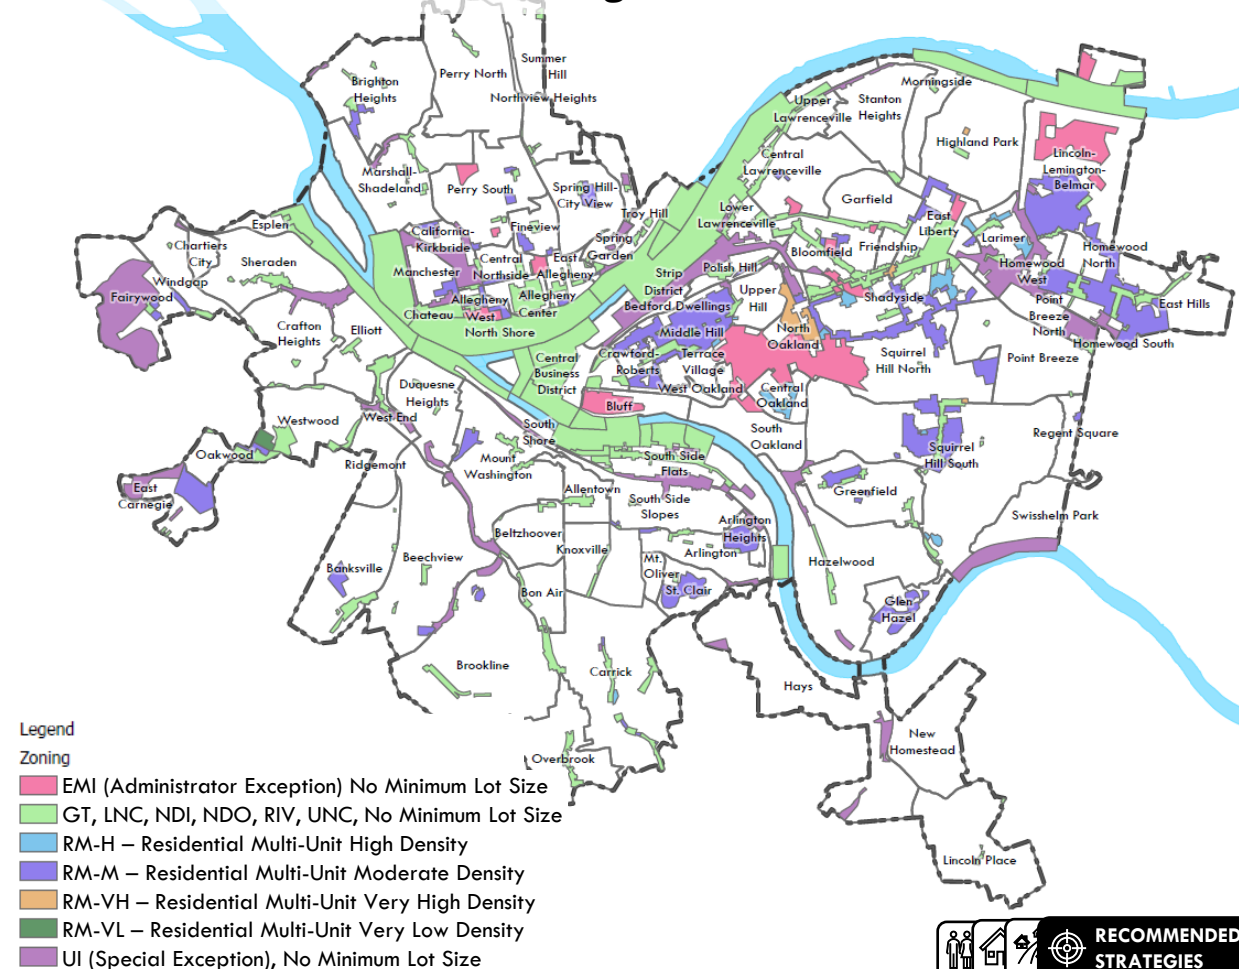 g
Summer
Hill
Perry North
Brighton
Heights
Northview Heights
Morningside
Upper
Lawrenceville
Stanton
Heights
Highland Park
Central
Lawrenceville
Lincoln-
Lemington-
Belmar
Marshall-
Shadeland
Perry South
Spring Hill-
City View
Garfield
Troy Hill
Lower
Lawrenceville
East
Liberty
Esplen
California-
Kirkbride
Fineview
Spring
Garden
Friendship
Larimer
Homewood
North
Chartiers
City
Sheraden
Bloomfield
Central
Northside
East
Allegheny
Polish Hill
Homewood
West
Windgap
Manchester
Strip
District
Fairywood
Allegheny
West
Allegheny
Center
Upper
Hill
Shadyside
Point
Breeze
North
East Hills
Chateau
Bedford Dwellings
Crafton
Heights
Elliott
North Shore
Middle Hill
North
Oakland
Homewood South
Central
Business
District
Crawford-
Roberts
Terrace
Village
Squirrel
Hill North
Point Breeze
Duquesne
Heights
West Oakland
Central
Oakland
Bluff
Westwood
West End
South
Shore
South
Oakland
Regent Square
Oakwood
Ridgemont
Mount
Washington
South Side
Flats
Squirrel
Hill South
East
Carnegie
Allentown
South Side
Slopes
Greenfield
Swisshelm Park
Arlington
Heights
Beltzhoover
Knoxville
Arlington
Beechview
Mt.
Oliver
Hazelwood
Banksville
Bon Air
St. Clair
Glen
Hazel
Brookline
Carrick
Hays
New
Homestead
Overbrook
Lincoln Place
Legend
Zoning
EMI (Administrator Exception) No Minimum Lot Size
GT, LNC, NDI, NDO, RIV, UNC, No Minimum Lot Size
RM-H – Residential Multi-Unit High Density
RM-M – Residential Multi-Unit Moderate Density
RM-VH – Residential Multi-Unit Very High Density
RM-VL – Residential Multi-Unit Very Low Density
UI (Special Exception), No Minimum Lot Size
RECOMMENDED
STRATEGIES